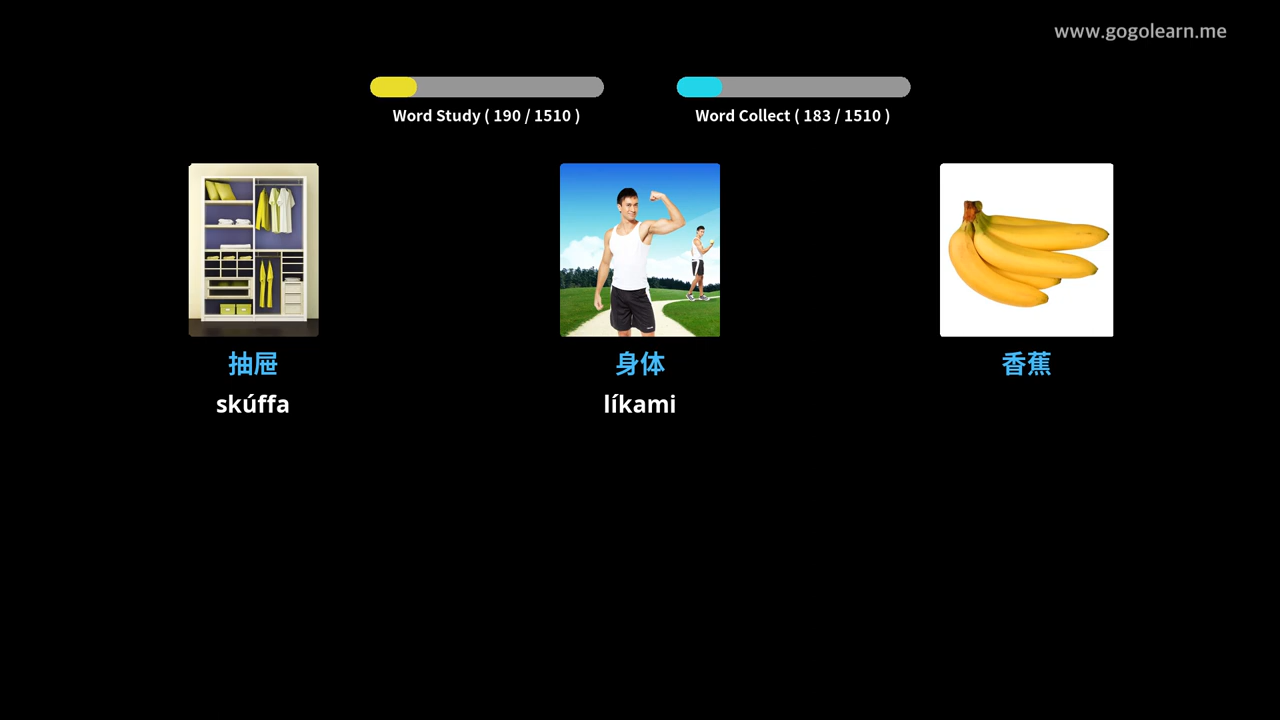 www.gogolearn.me
Word Study ( 190 / 1510 )
Word Collect ( 183 / 1510 )
抽屉
身体
香蕉
skúffa
líkami